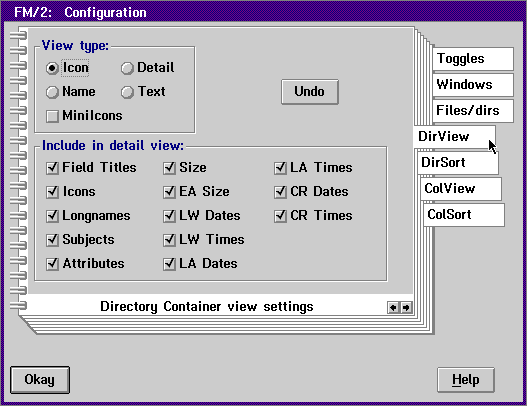 FM/2: Configuration
View type:
Icon Detail
Name Text
MiniIcons
Undo
Include in detail view:
Field Titles Size LA Times
Icons EA Size CR Dates
Longnames LW Dates CR Times
Subjects LW Times
Attributes LA Dates
Directory Container view settings
Toggles
Windows
Files/dirs
DirView
DirSort
ColView
ColSort
Okay
Help